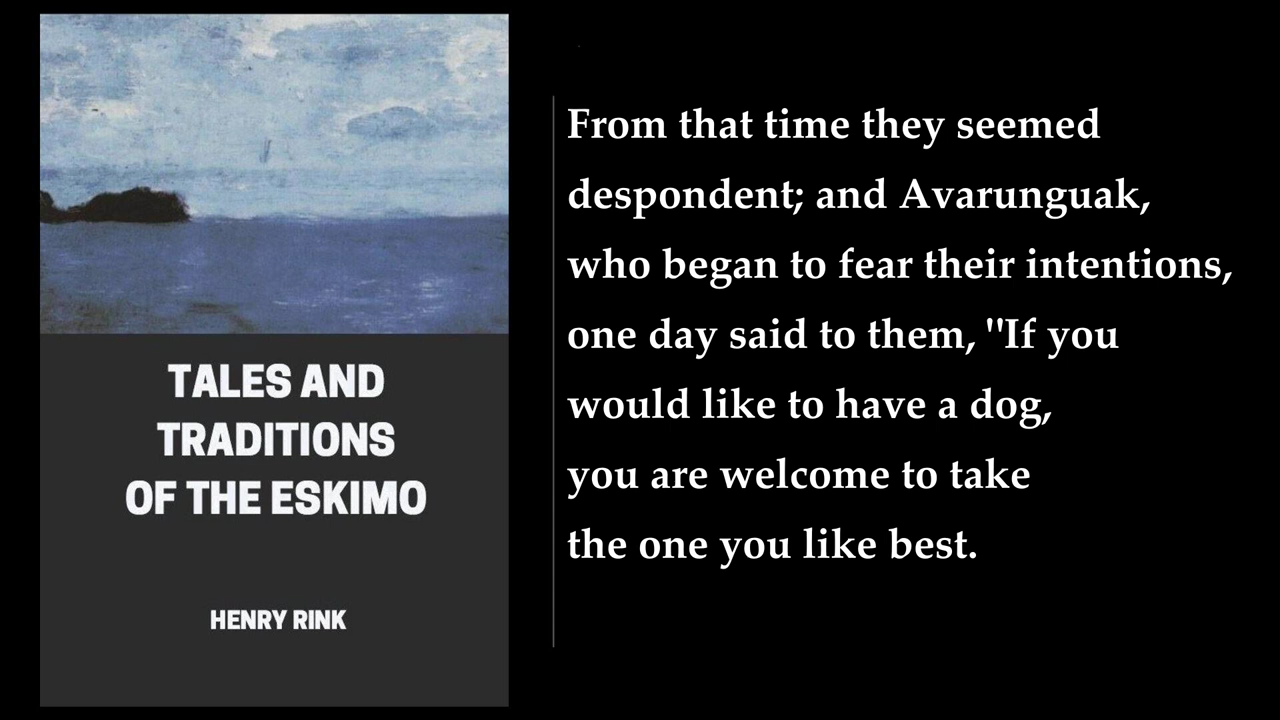 TALES AND
TRADITIONS
OF THE ESKIMO
HENRY RINK
From that time they seemed
despondent; and Avarunguak,
who began to fear their intentions,
one day said to them, "If you
would like to have a dog,
you are welcome to take
the one you like best.